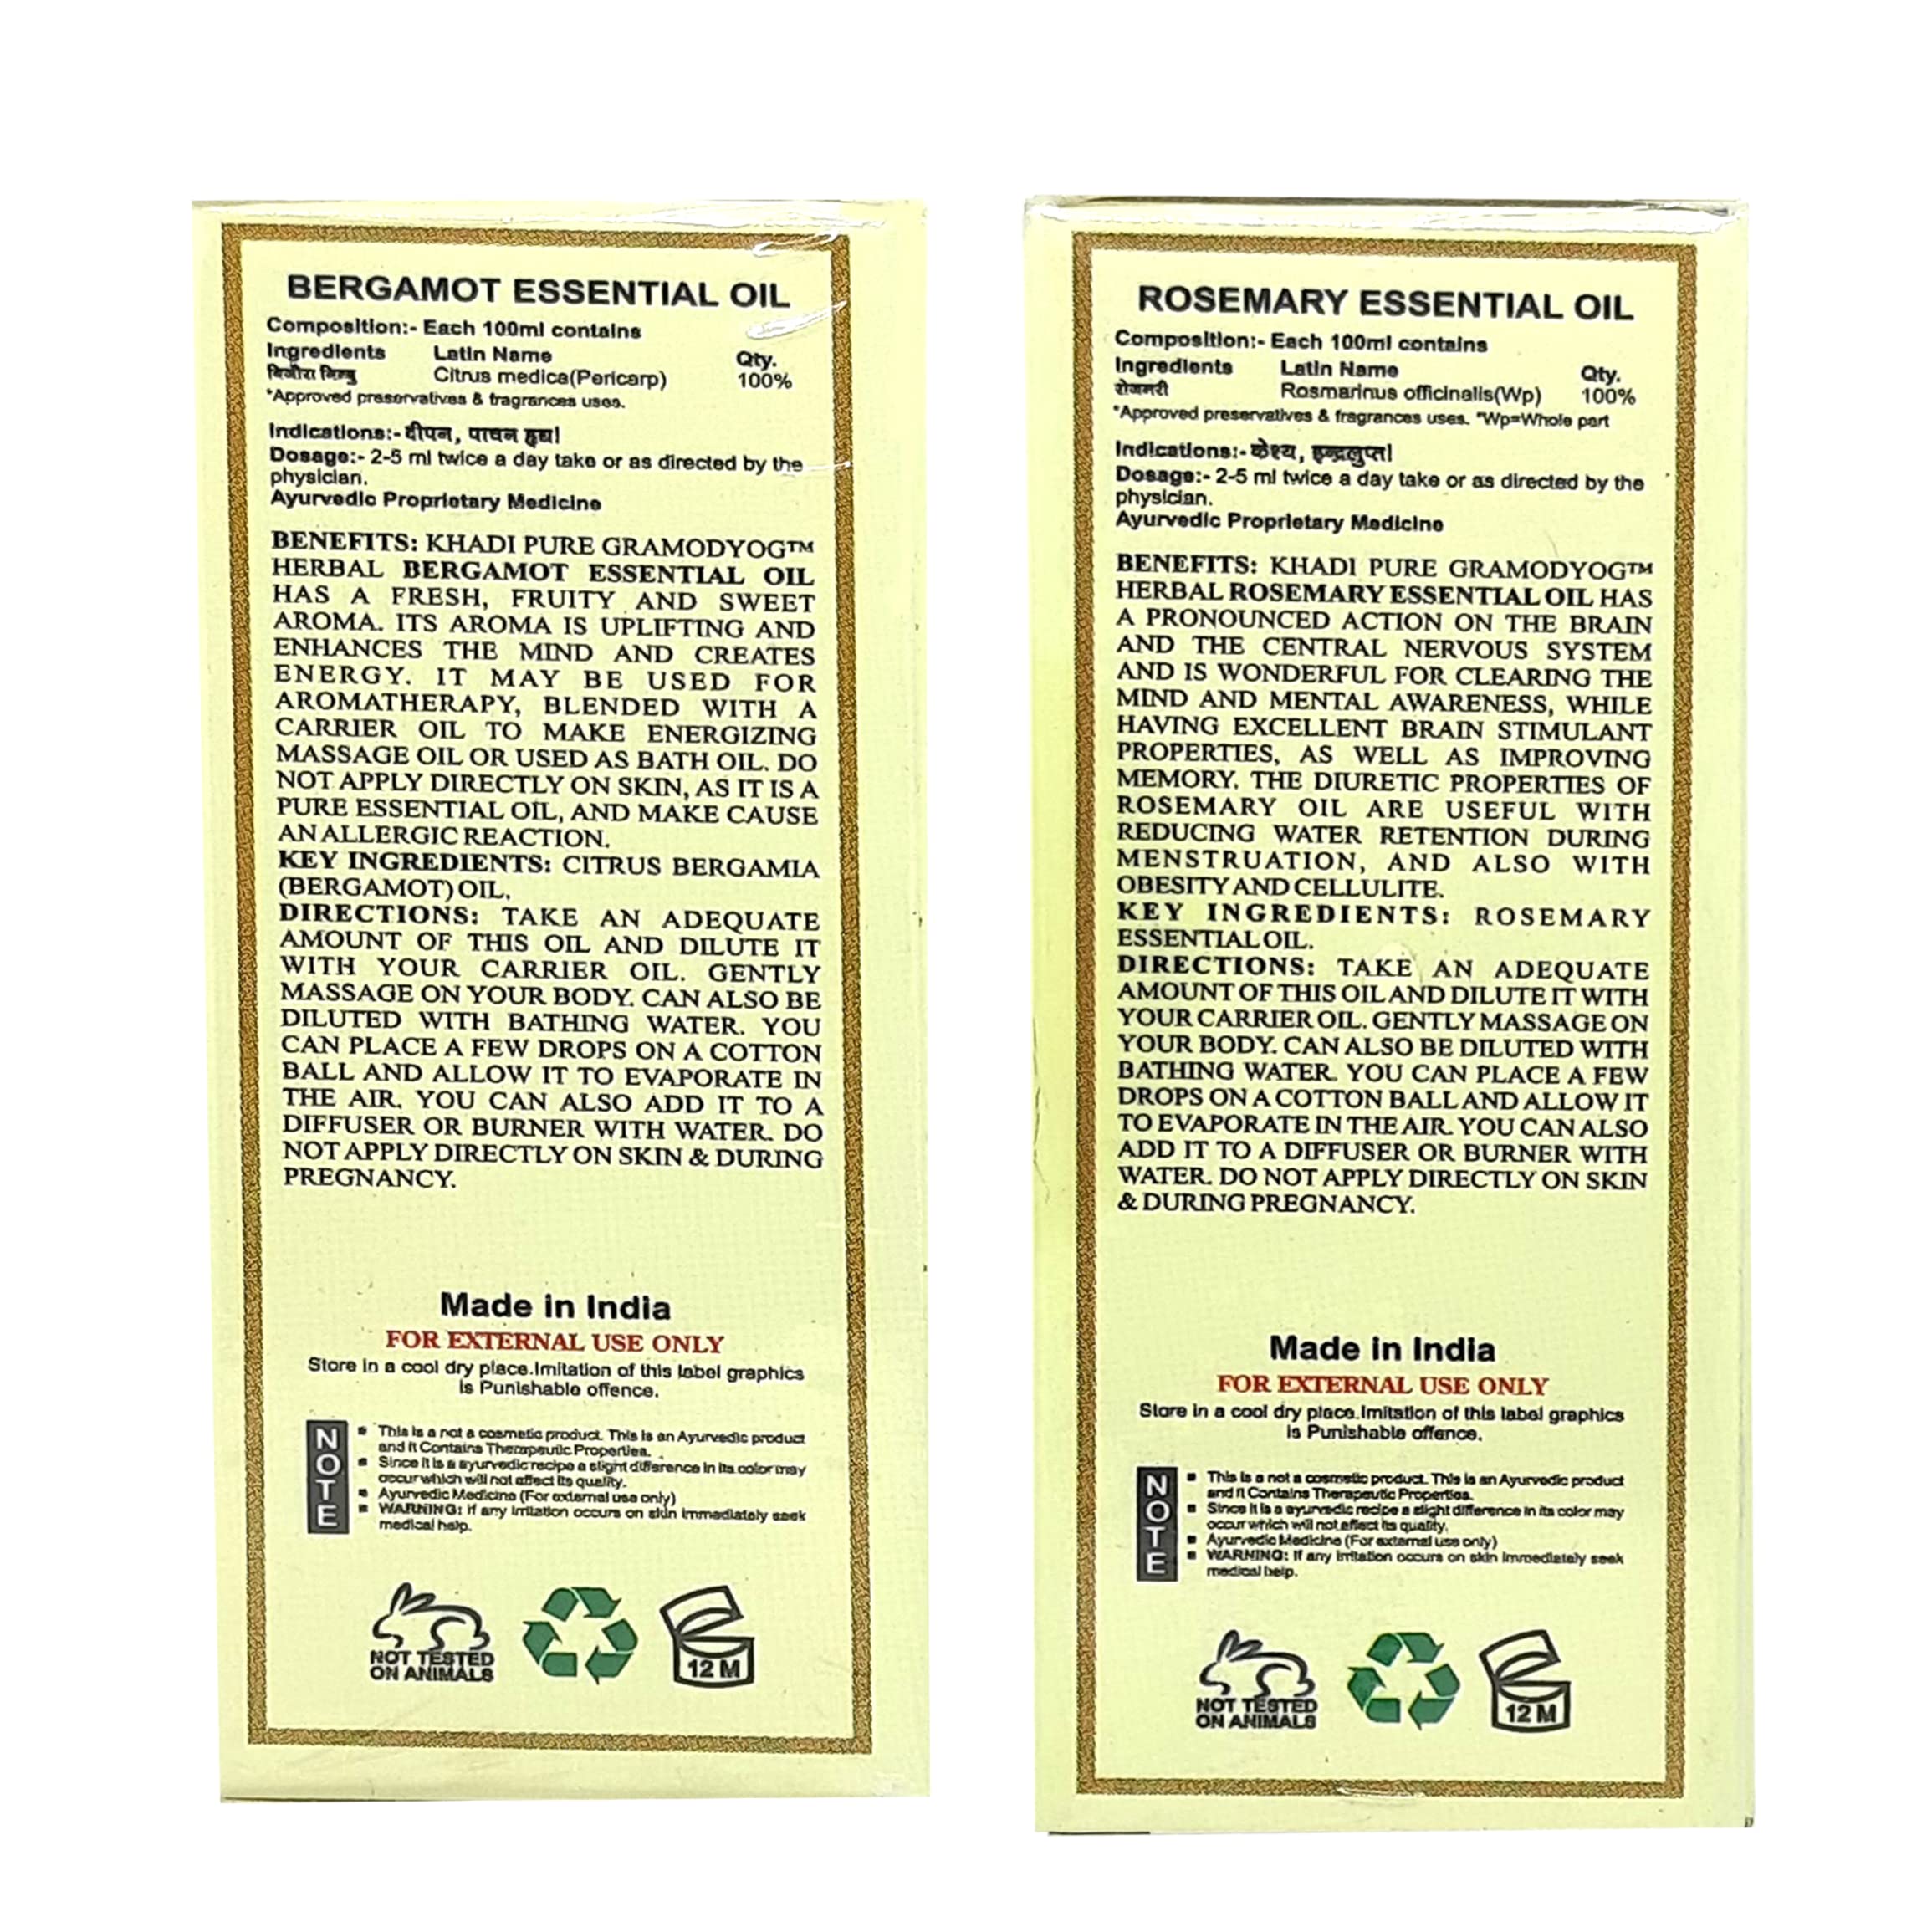 BERGAMOT ESSENTIAL OIL
Composition:- Each 100ml contains
Ingredients Latin Name Qty.
बिजौरा निम्बु Citrus medica(Pericarp) 100%
*Approved preservatives & fragrances uses.
Indications:- दीपन, पाचन हृद्य।
Dosage:- 2-5 ml twice a day take or as directed by the
physician.
Ayurvedic Proprietary Medicine
BENEFITS: KHADI PURE GRAMODYOG™
HERBAL BERGAMOT ESSENTIAL OIL
HAS A FRESH, FRUITY AND SWEET
AROMA. ITS AROMA IS UPLIFTING AND
ENHANCES THE MIND AND CREATES
ENERGY. IT MAY BE USED FOR
AROMATHERAPY, BLENDED WITH A
CARRIER OIL TO MAKE ENERGIZING
MASSAGE OIL OR USED AS BATH OIL. DO
NOT APPLY DIRECTLY ON SKIN, AS IT IS A
PURE ESSENTIAL OIL, AND MAKE CAUSE
AN ALLERGIC REACTION.
KEY INGREDIENTS: CITRUS BERGAMIA
(BERGAMOT) OIL.
DIRECTIONS: TAKE AN ADEQUATE
AMOUNT OF THIS OIL AND DILUTE IT
WITH YOUR CARRIER OIL. GENTLY
MASSAGE ON YOUR BODY. CAN ALSO BE
DILUTED WITH BATHING WATER. YOU
CAN PLACE A FEW DROPS ON A COTTON
BALL AND ALLOW IT TO EVAPORATE IN
THE AIR. YOU CAN ALSO ADD IT TO A
DIFFUSER OR BURNER WITH WATER. DO
NOT APPLY DIRECTLY ON SKIN & DURING
PREGNANCY.
Made in India
FOR EXTERNAL USE ONLY
Store in a cool dry place.Imitation of this label graphics
is Punishable offence.
NOTE
This is a not a cosmetic product. This is an Ayurvedic product
and it Contains Therapeutic Properties.
Since it is a ayurvedic recipe a slight difference in its color may
occur which will not affect its quality.
Ayurvedic Medicine (For external use only)
WARNING: If any irritation occurs on skin immediately seek
medical help.
NOT TESTED
ON ANIMALS
12 M
ROSEMARY ESSENTIAL OIL
Composition:- Each 100ml contains
Ingredients Latin Name Qty.
रोजमरी Rosmarinus officinalis(Wp) 100%
*Approved preservatives & fragrances uses. *Wp=Whole part
Indications:- केश्य, इन्द्रलुप्त।
Dosage:- 2-5 ml twice a day take or as directed by the
physician.
Ayurvedic Proprietary Medicine
BENEFITS: KHADI PURE GRAMODYOG™
HERBAL ROSEMARY ESSENTIAL OIL HAS
A PRONOUNCED ACTION ON THE BRAIN
AND THE CENTRAL NERVOUS SYSTEM
AND IS WONDERFUL FOR CLEARING THE
MIND AND MENTAL AWARENESS, WHILE
HAVING EXCELLENT BRAIN STIMULANT
PROPERTIES, AS WELL AS IMPROVING
MEMORY. THE DIURETIC PROPERTIES OF
ROSEMARY OIL ARE USEFUL WITH
REDUCING WATER RETENTION DURING
MENSTRUATION, AND ALSO WITH
OBESITY AND CELLULITE.
KEY INGREDIENTS: ROSEMARY
ESSENTIAL OIL.
DIRECTIONS: TAKE AN ADEQUATE
AMOUNT OF THIS OIL AND DILUTE IT WITH
YOUR CARRIER OIL. GENTLY MASSAGE ON
YOUR BODY. CAN ALSO BE DILUTED WITH
BATHING WATER. YOU CAN PLACE A FEW
DROPS ON A COTTON BALL AND ALLOW IT
TO EVAPORATE IN THE AIR. YOU CAN ALSO
ADD IT TO A DIFFUSER OR BURNER WITH
WATER. DO NOT APPLY DIRECTLY ON SKIN
& DURING PREGNANCY.
Made in India
FOR EXTERNAL USE ONLY
Store in a cool dry place.Imitation of this label graphics
is Punishable offence.
NOTE
This is a not a cosmetic product. This is an Ayurvedic product
and it Contains Therapeutic Properties.
Since it is a ayurvedic recipe a slight difference in its color may
occur which will not affect its quality.
Ayurvedic Medicine (For external use only)
WARNING: If any irritation occurs on skin immediately seek
medical help.
NOT TESTED
ON ANIMALS
12 M